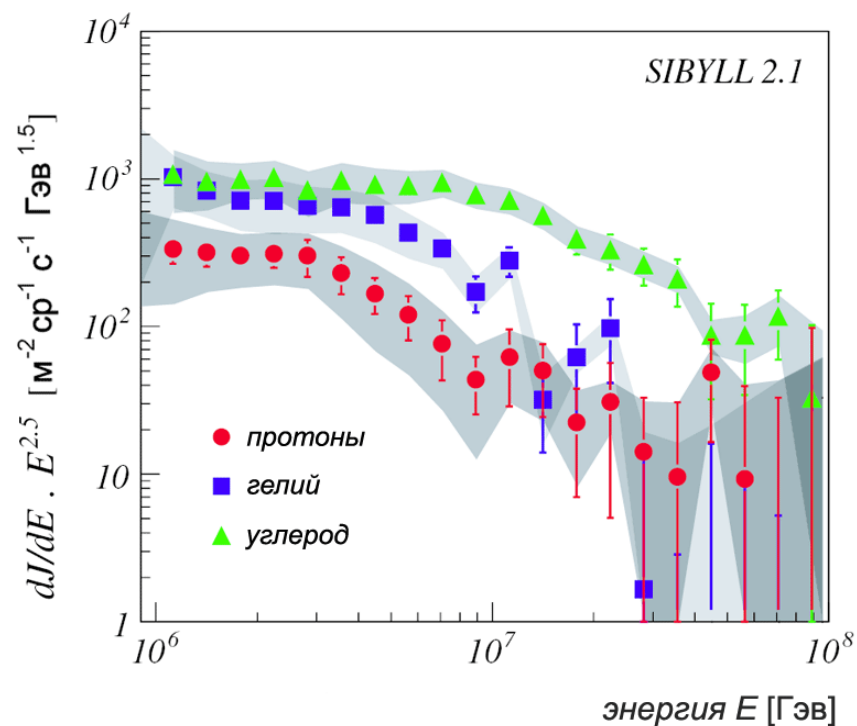 10^4
SIBYLL 2.1
10^3
10^2
10
1
dJ/dE . E^2.5 [м^-2 ср^-1 с^-1 Гэв^1.5]
протоны
гелий
углерод
10^6 10^7 10^8
энергия E [Гэв]